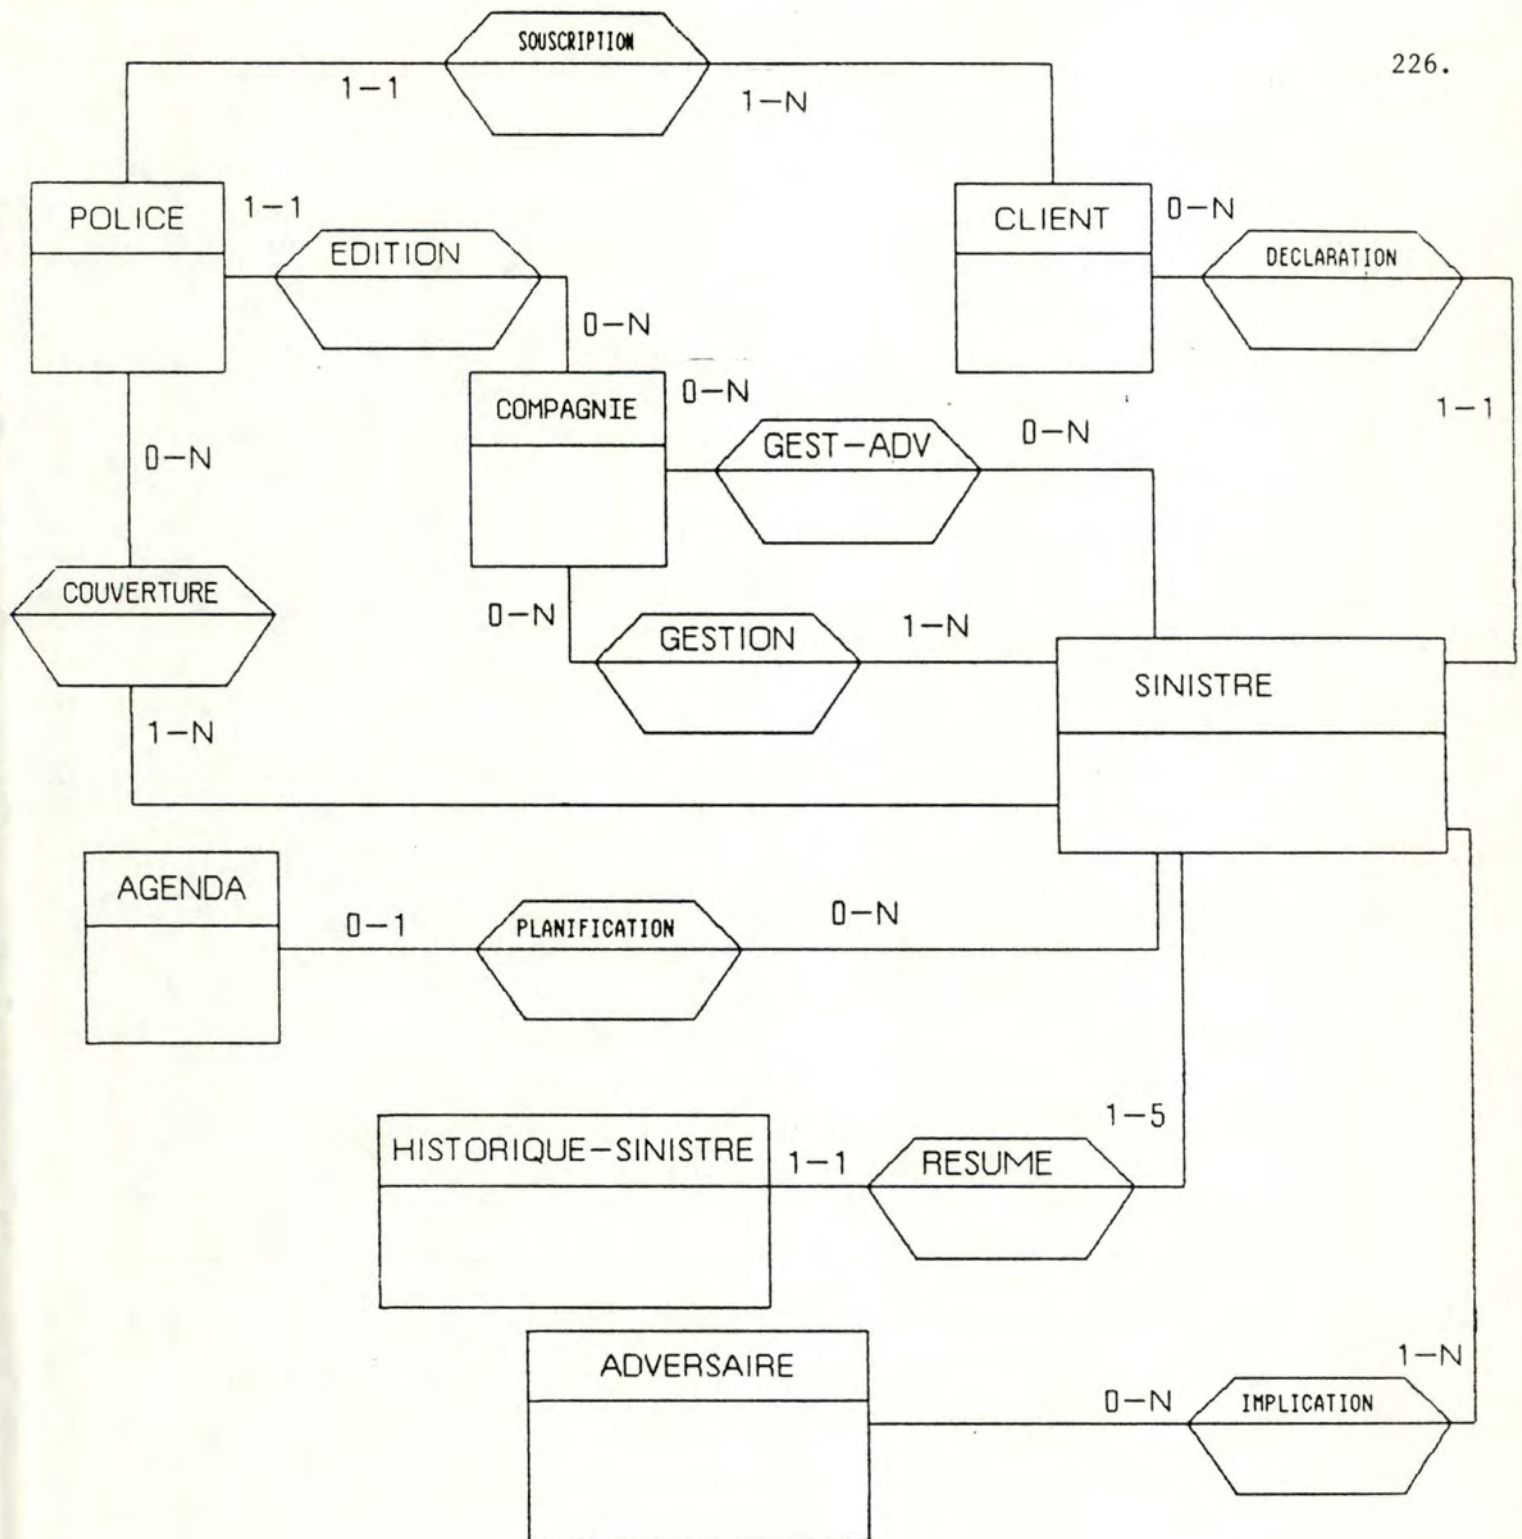 SOUSCRIPTION
226.
1-1
1-N
POLICE
1-1
CLIENT
0-N
EDITION
DECLARATION
0-N
COMPAGNIE
0-N
1-1
GEST-ADV
0-N
0-N
COUVERTURE
0-N
GESTION
1-N
SINISTRE
1-N
AGENDA
0-1
PLANIFICATION
0-N
1-5
HISTORIQUE-SINISTRE
1-1
RESUME
1-N
ADVERSAIRE
0-N
IMPLICATION